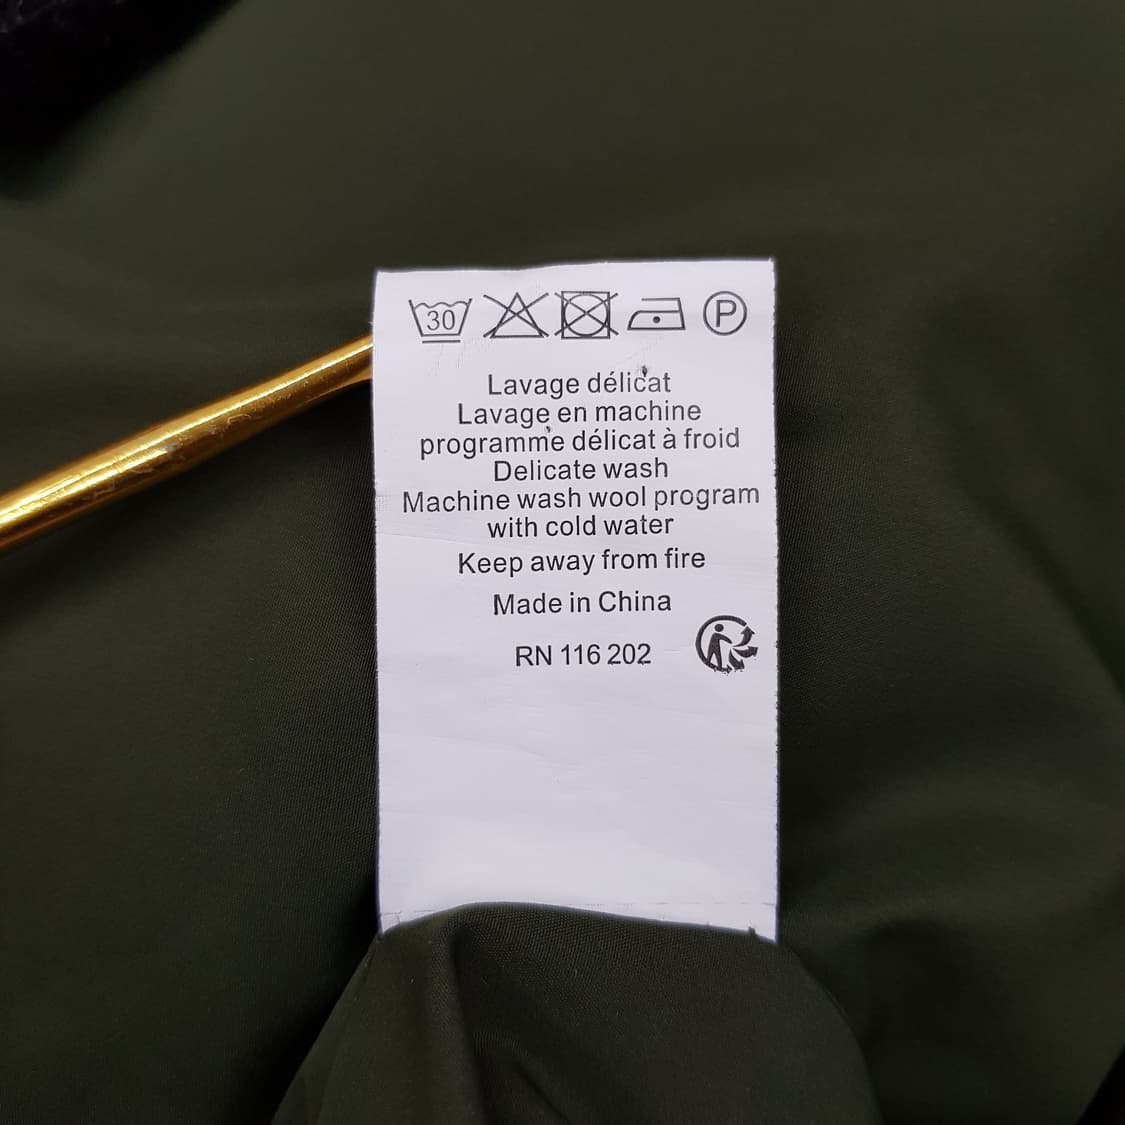 30
P
Lavage délicat
Lavage en machine
programme délicat à froid
Delicate wash
Machine wash wool program
with cold water
Keep away from fire
Made in China
RN 116 202